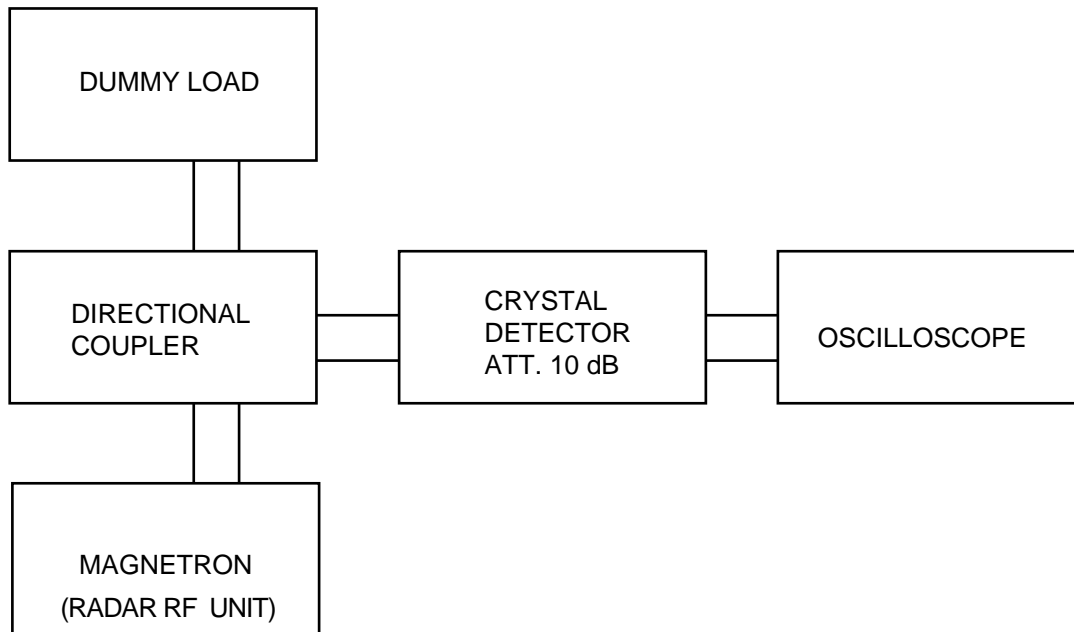 DUMMY LOAD
DIRECTIONAL
COUPLER
CRYSTAL
DETECTOR
ATT. 10 dB
OSCILLOSCOPE
MAGNETRON
(RADAR RF UNIT)